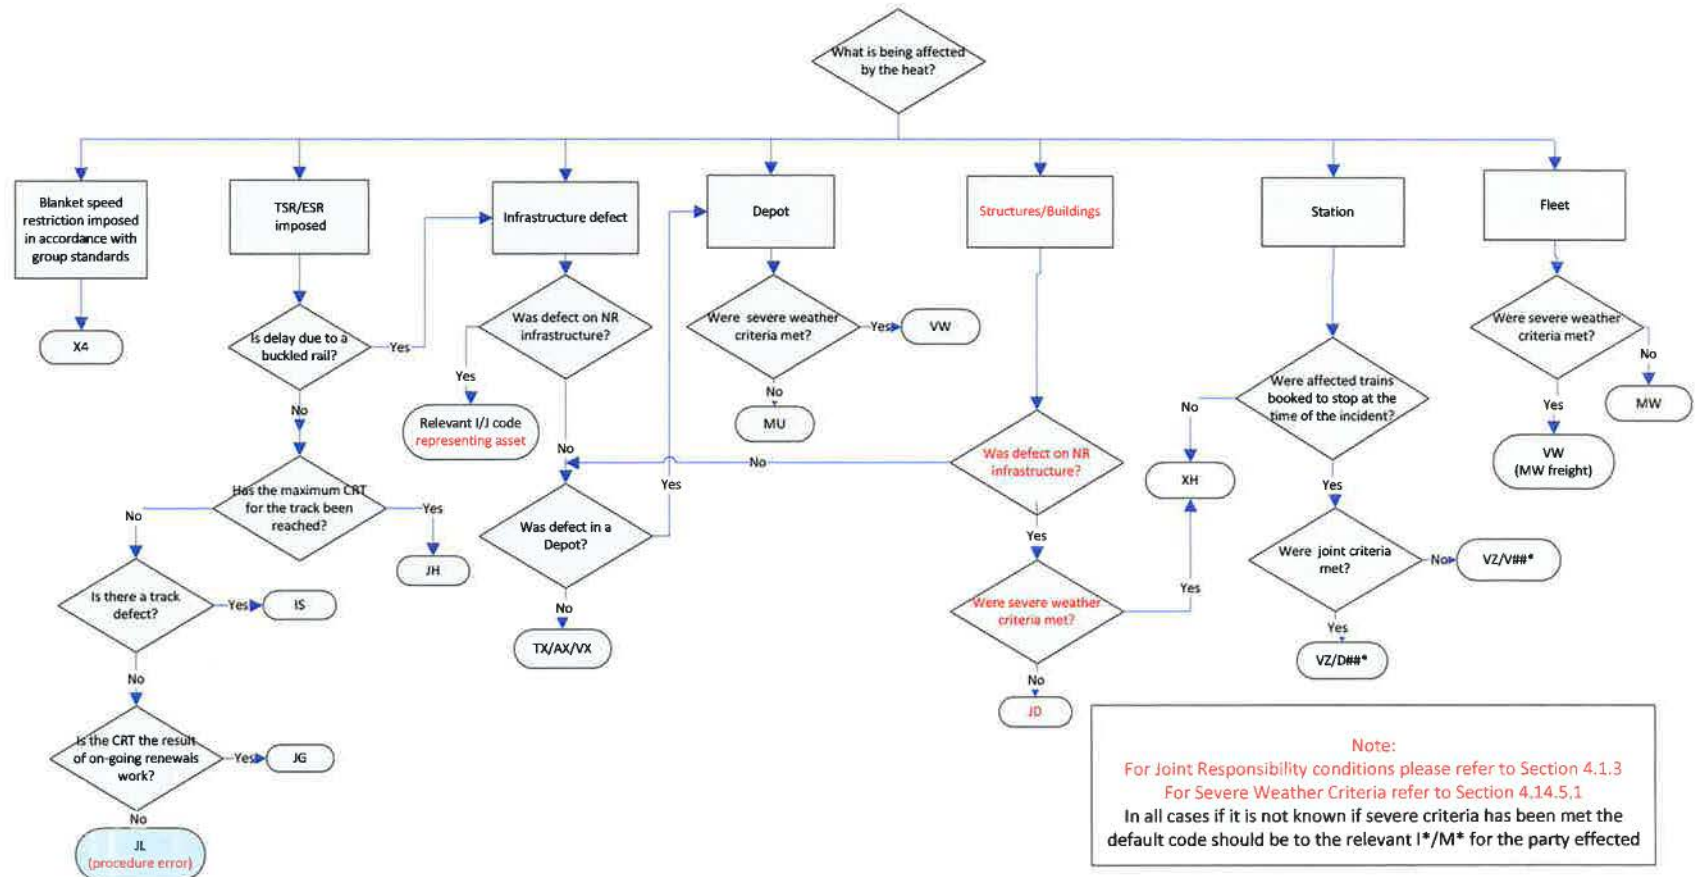 What is being affected
by the heat?
Blanket speed
restriction imposed
in accordance with
group standards
TSR/ESR
imposed
Infrastructure defect
Depot
Structures/Buildings
Station
Fleet
X4
Is delay due to a
buckled rail?
Yes
Was defect on NR
infrastructure?
Were severe weather
criteria met?
Yes
VW
Were severe weather
criteria met?
No
MW
Yes
VW
(MW freight)
No
Yes
Relevant I/J code
representing asset
No
MU
Were affected trains
booked to stop at the
time of the incident?
No
XH
Yes
No
Was defect on NR
infrastructure?
No
Yes
Has the maximum CRT
for the track been
reached?
No
Yes
JH
Was defect in a
Depot?
Yes
No
TX/AX/VX
Were severe weather
criteria met?
Yes
No
JD
Were joint criteria
met?
No
VZ/V##*
Yes
VZ/D##*
Is there a track
defect?
Yes
IS
No
Is the CRT the result
of on-going renewals
work?
Yes
JG
No
JL
(procedure error)
Note:
For Joint Responsibility conditions please refer to Section 4.1.3
For Severe Weather Criteria refer to Section 4.14.5,1
In all cases if it is not known if severe criteria has been met the
default code should be to the relevant I*/M* for the party effected